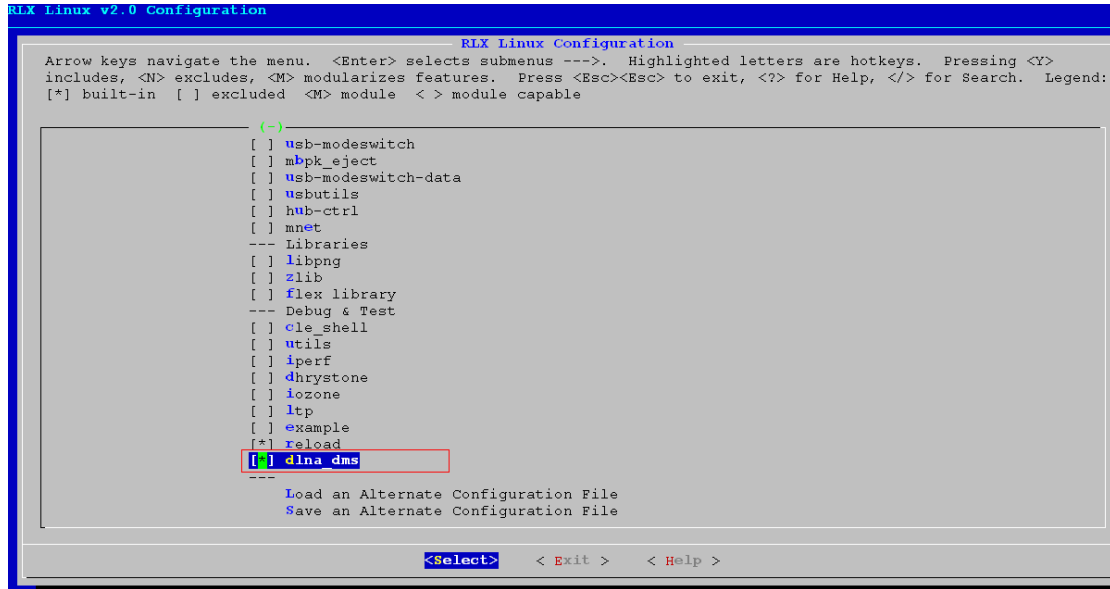 RLX Linux v2.0 Configuration
RLX Linux Configuration
Arrow keys navigate the menu.  <Enter> selects submenus --->.  Highlighted letters are hotkeys.  Pressing <Y>
includes, <N> excludes, <M> modularizes features.  Press <Esc><Esc> to exit, <?> for Help, </> for Search.  Legend:
[*] built-in  [ ] excluded  <M> module  < > module capable
(-)
[ ] usb-modeswitch
[ ] mbpk_eject
[ ] usb-modeswitch-data
[ ] usbutils
[ ] hub-ctrl
[ ] mnet
--- Libraries
[ ] libpng
[ ] zlib
[ ] flex library
--- Debug & Test
[ ] cle_shell
[ ] utils
[ ] iperf
[ ] dhrystone
[ ] iozone
[ ] ltp
[ ] example
[*] reload
[*] dlna_dms
---
Load an Alternate Configuration File
Save an Alternate Configuration File
<Select>    < Exit >    < Help >